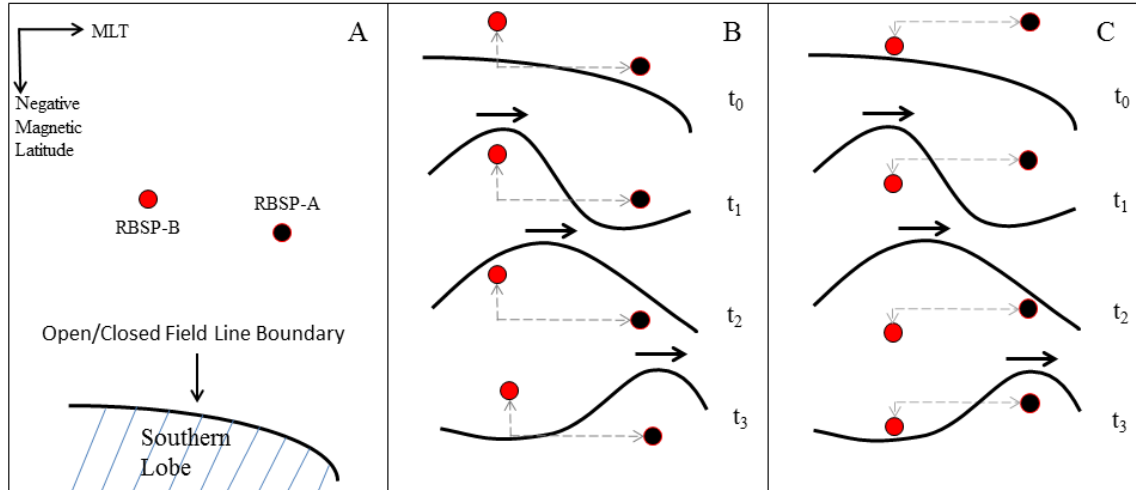 MLT
A
Negative
Magnetic
Latitude
RBSP-B
RBSP-A
Open/Closed Field Line Boundary
Southern
Lobe
B
t0
t1
t2
t3
C
t0
t1
t2
t3